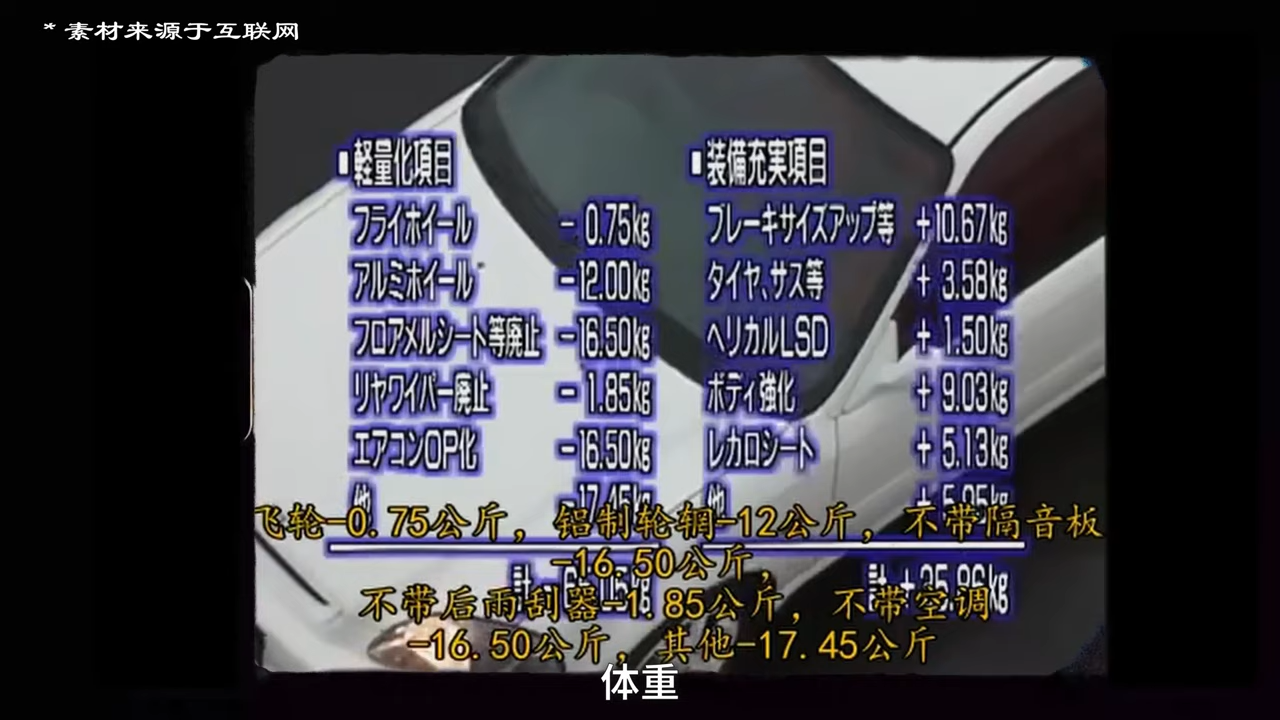 * 素材来源于互联网
■軽量化項目
フライホイール －0.75kg
アルミホイール －12.00kg
フロアメルシート等廃止 －16.50kg
リヤワイパー廃止 －1.85kg
エアコンOP化 －16.50kg
他 －17.45kg
計
■装備充実項目
ブレーキサイズアップ等 ＋10.67kg
タイヤ､サス等 ＋3.58kg
ヘリカルLSD ＋1.50kg
ボディ強化 ＋9.03kg
レカロシート ＋5.13kg
他 ＋5.95kg
計 ＋35.86kg
飞轮-0.75公斤，铝制轮辋-12公斤，不带隔音板
-16.50公斤，
不带后雨刮器-1.85公斤，不带空调
-16.50公斤，其他-17.45公斤
体重